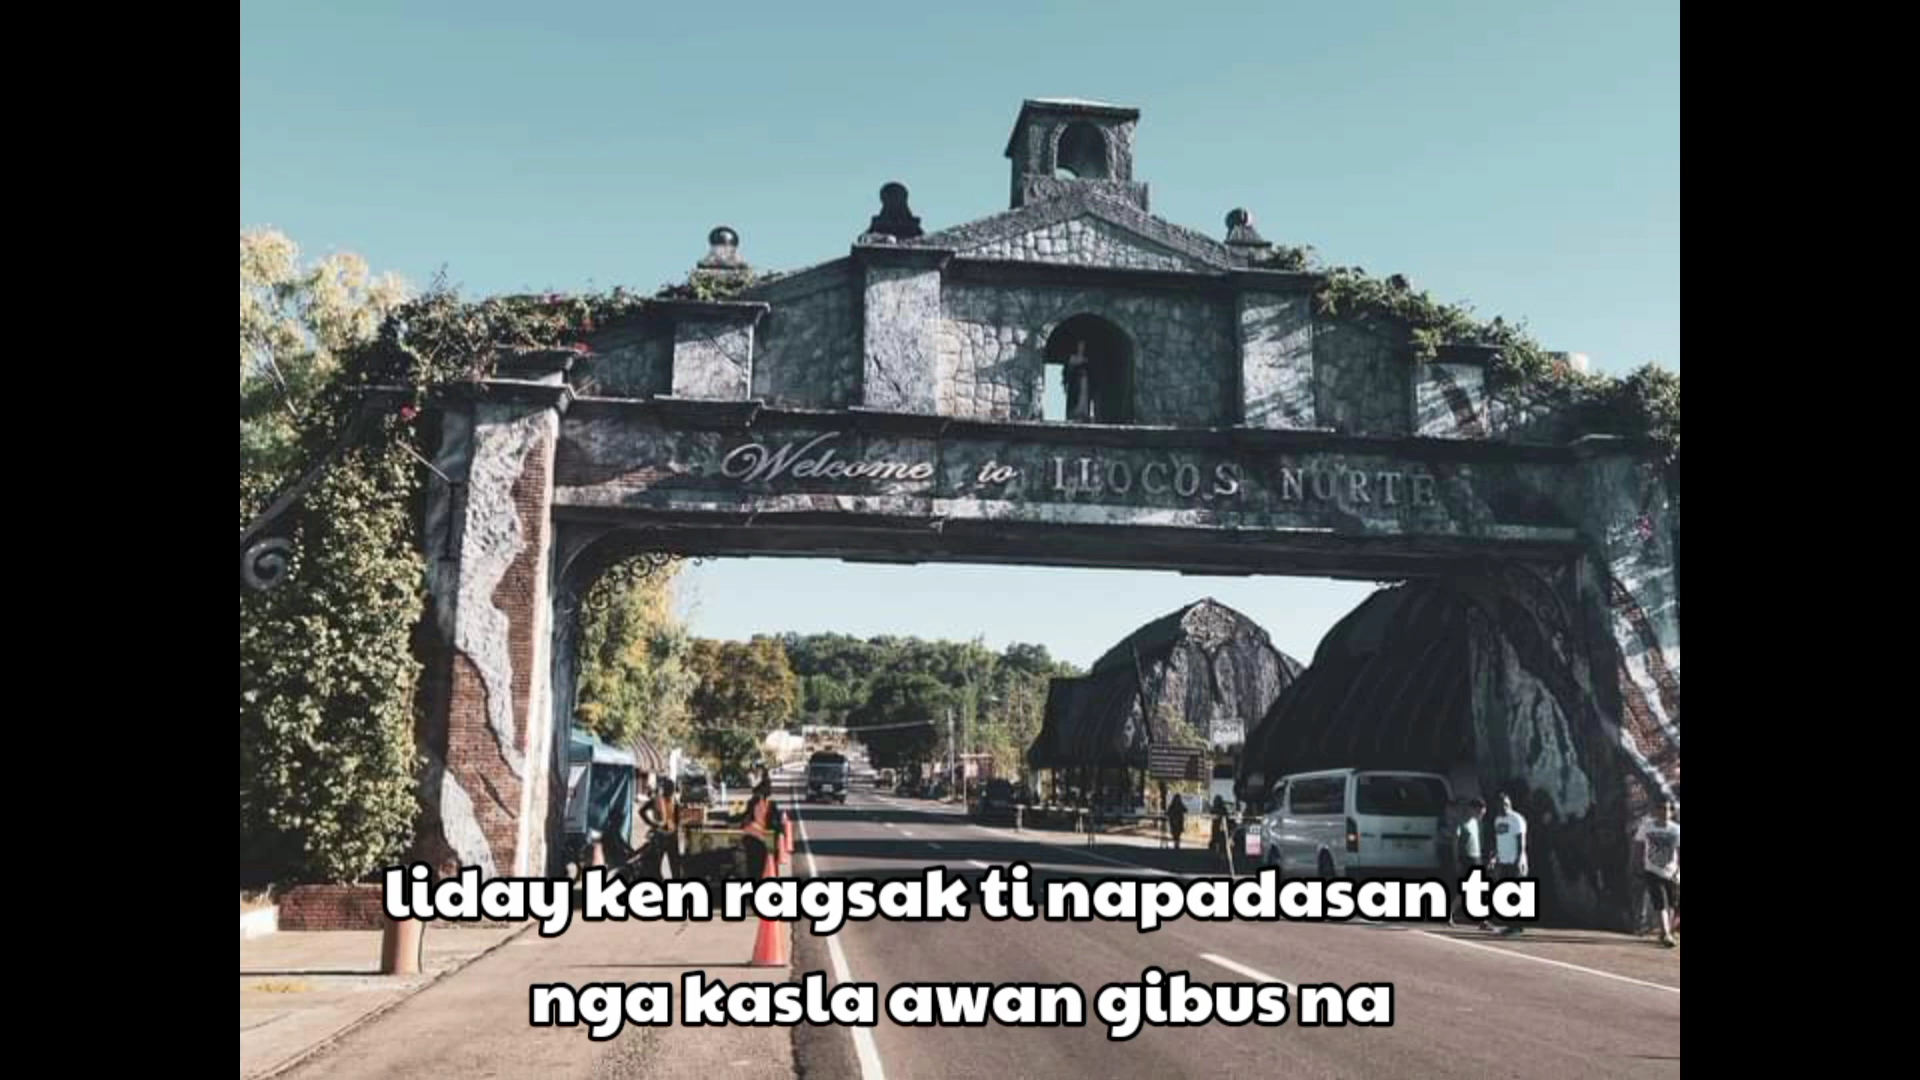 Welcome to ILOCOS NORTE
liday ken ragsak ti napadasan ta
nga kasla awan gibus na